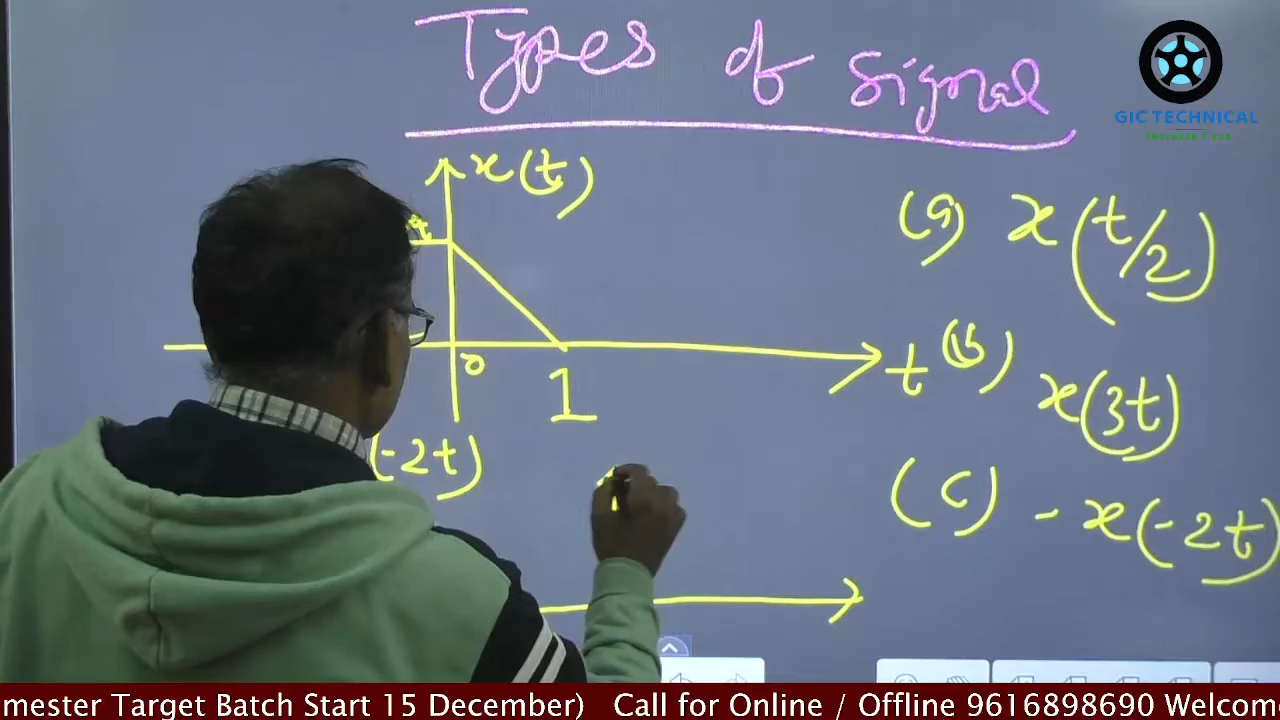 Types of Signal
GIC TECHNICAL
x(t)
(a) x(t/2)
0
1
t
(b)
x(3t)
(-2t)
(c) - x(-2t)
mester Target Batch Start 15 December) Call for Online / Offline 9616898690 Welcom